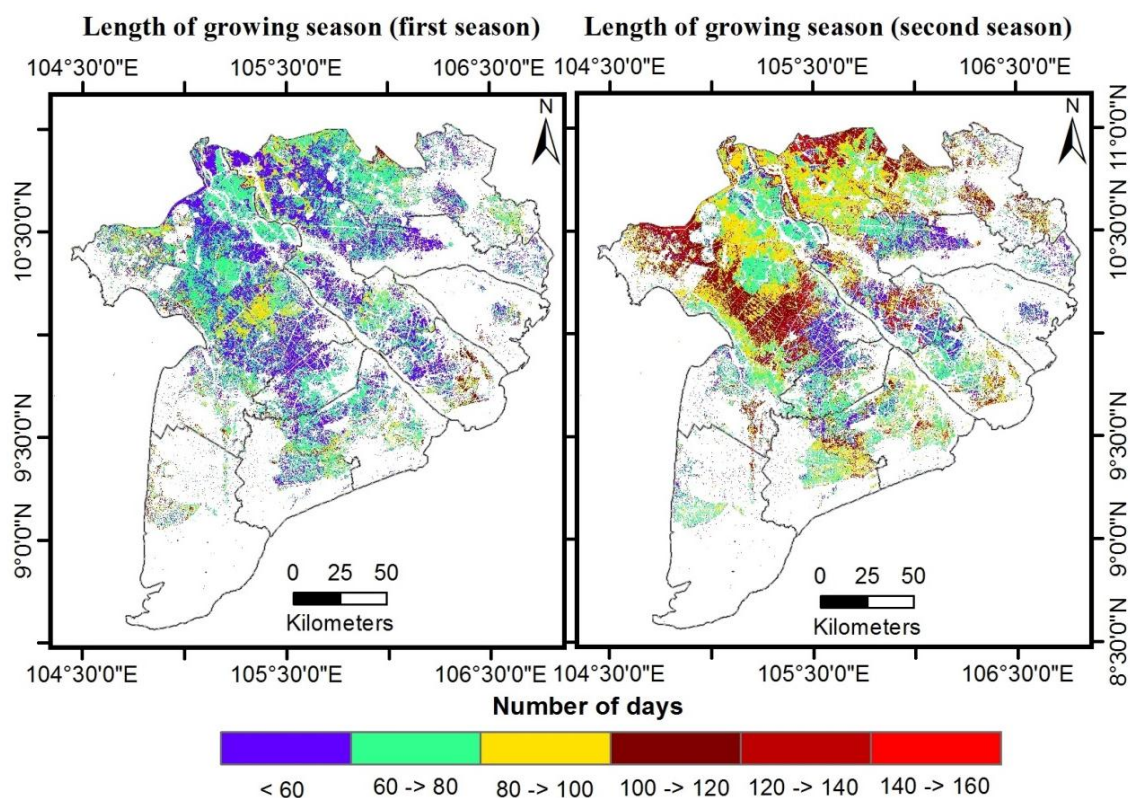 Length of growing season (first season)
Length of growing season (second season)
104°30'0"E 105°30'0"E 106°30'0"E
104°30'0"E 105°30'0"E 106°30'0"E
N
N
11°0'0"N
10°30'0"N
10°30'0"N
10°0'0"N
9°30'0"N
9°30'0"N
9°0'0"N
9°0'0"N
8°30'0"N
0 25 50
Kilometers
0 25 50
Kilometers
104°30'0"E 105°30'0"E 106°30'0"E
104°30'0"E 105°30'0"E 106°30'0"E
Number of days
< 60 60 -> 80 80 -> 100 100 -> 120 120 -> 140 140 -> 160